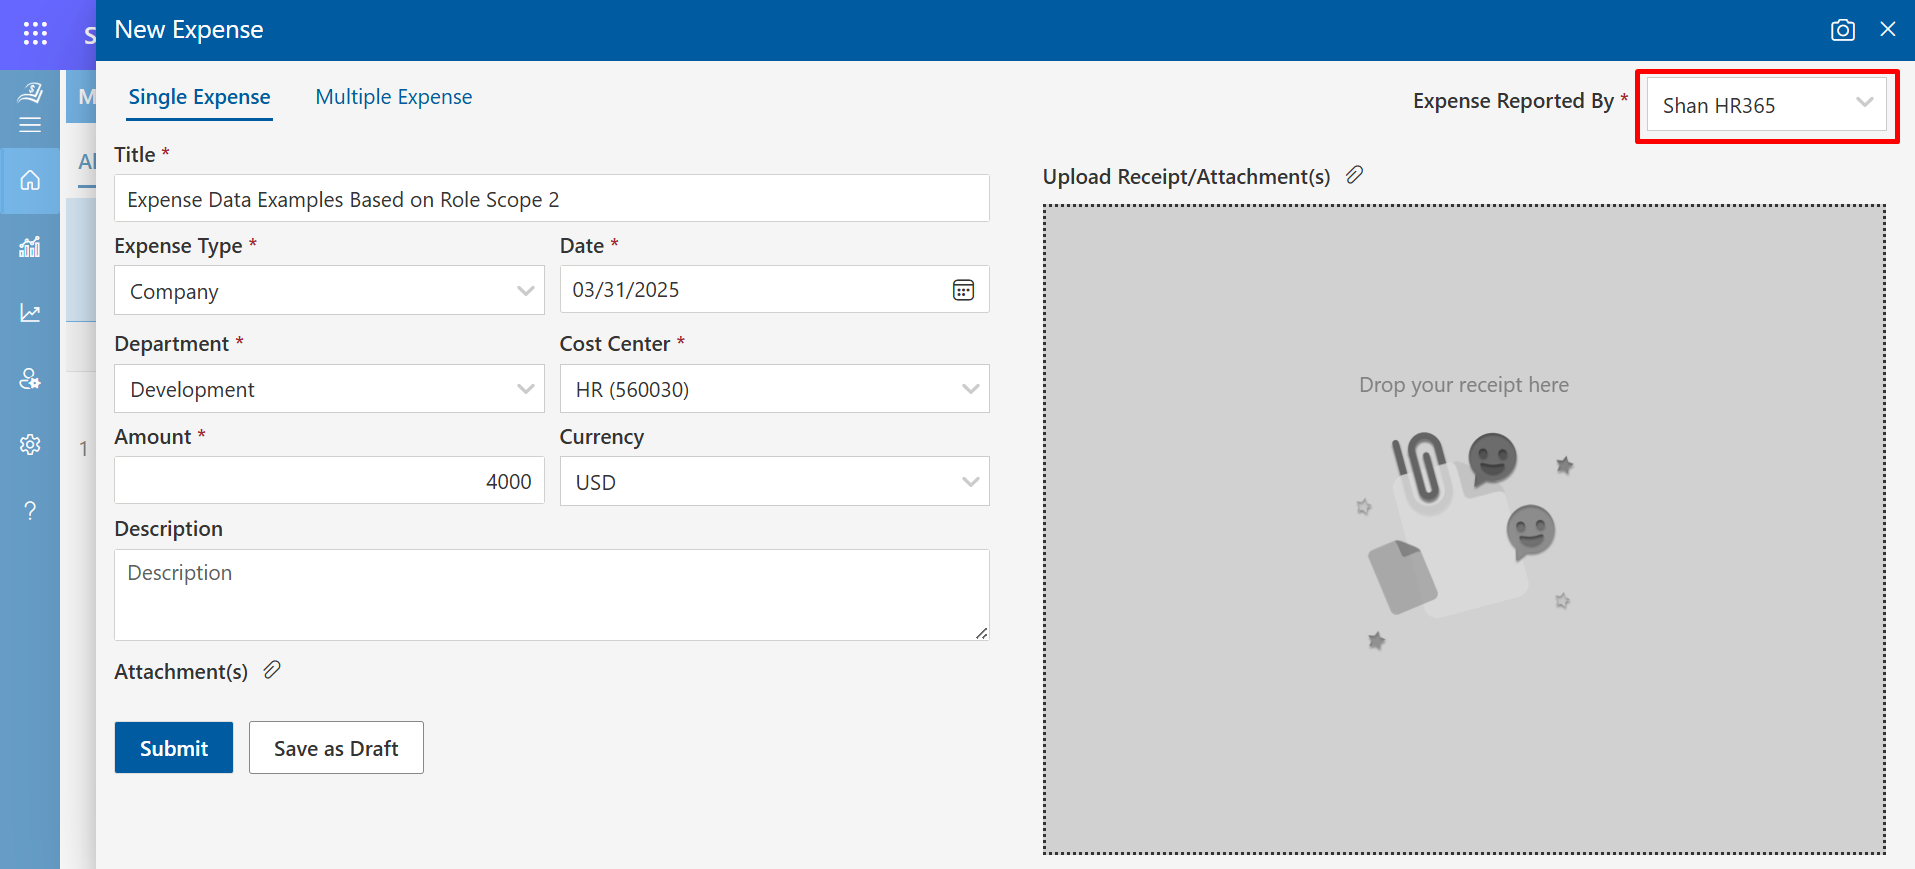 S
New Expense
M
Single Expense
Multiple Expense
Expense Reported By *
Shan HR365
Al
Title *
Expense Data Examples Based on Role Scope 2
Upload Receipt/Attachment(s)
Expense Type *
Date *
Company
03/31/2025
Department *
Cost Center *
Development
HR (560030)
Drop your receipt here
Amount *
Currency
1
4000
USD
Description
Description
Attachment(s)
Submit
Save as Draft